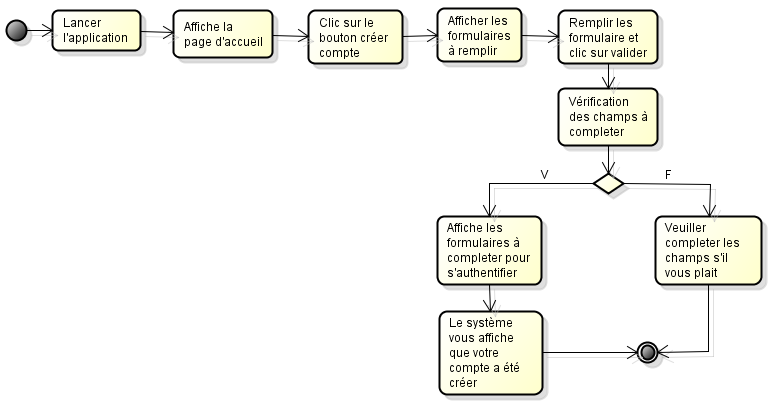 Lancer
l'application
Affiche la
page d'accueil
Clic sur le
bouton créer
compte
Afficher les
formulaires
à remplir
Remplir les
formulaire et
clic sur valider
Vérification
des champs à
completer
V
F
Affiche les
formulaires à
completer pour
s'authentifier
Veuiller
completer les
champs s'il
vous plait
Le système
vous affiche
que votre
compte a été
créer